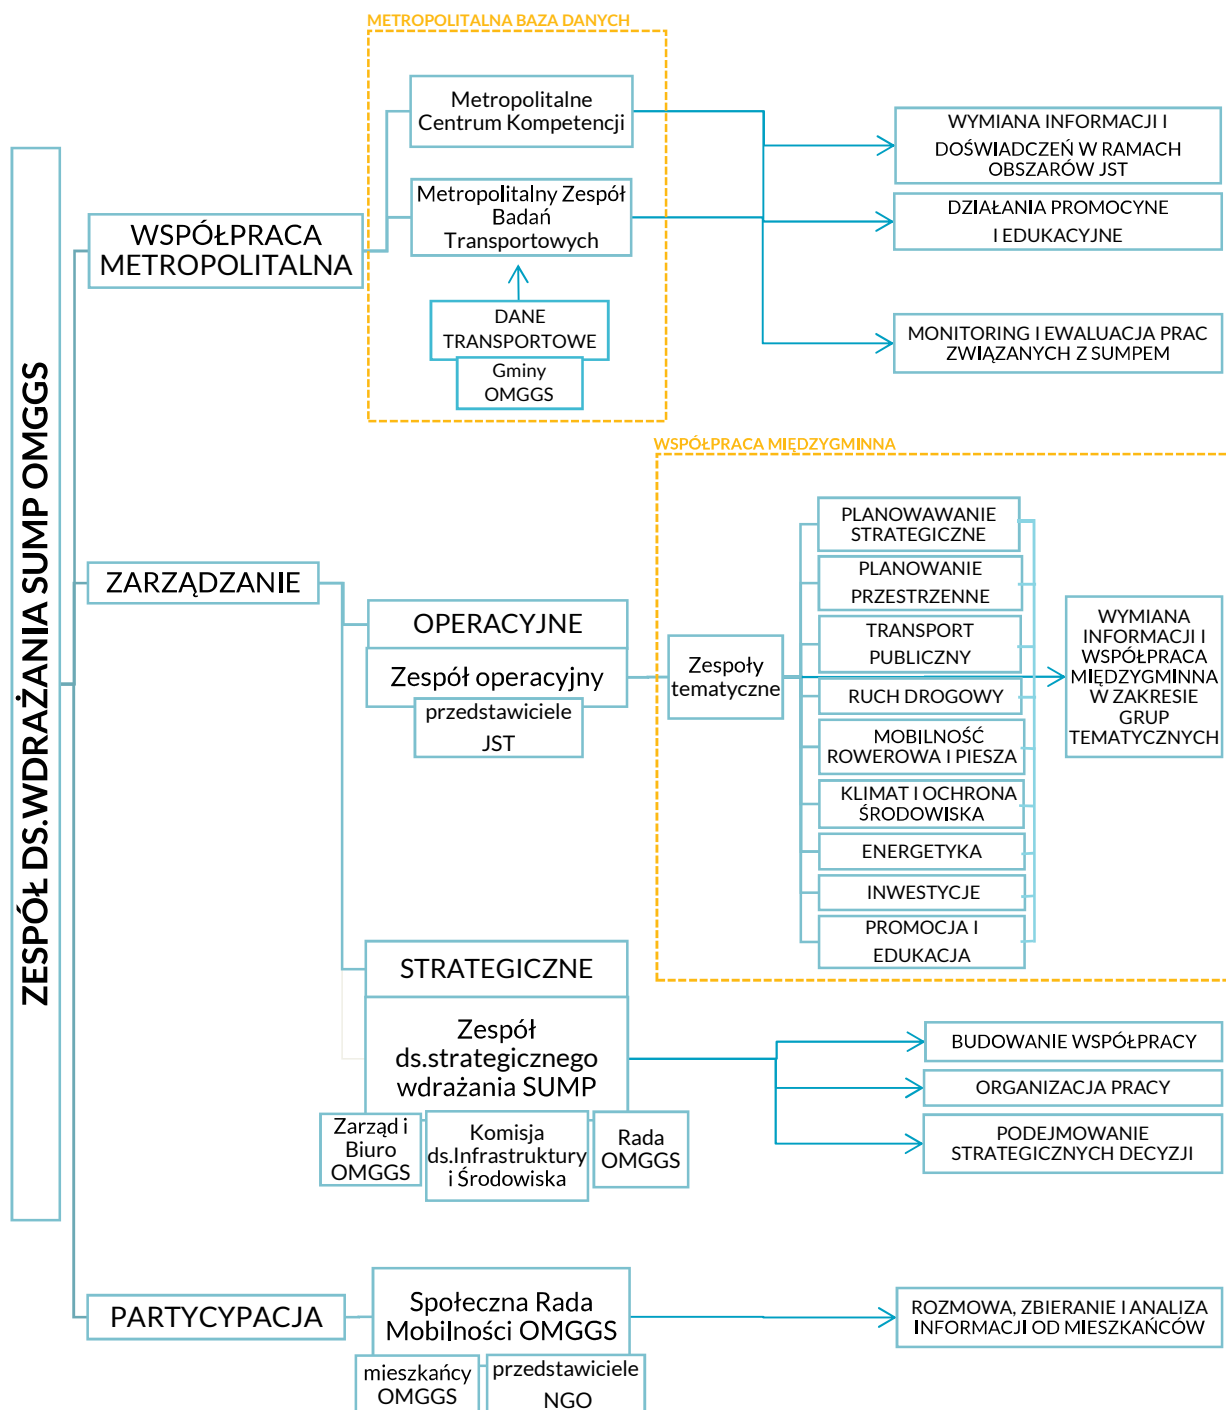 ZESPÓŁ DS.WDRAŻANIA SUMP OMGGS
WSPÓŁPRACA
METROPOLITALNA
METROPOLITALNA BAZA DANYCH
Metropolitalne
Centrum Kompetencji
Metropolitalny Zespół
Badań
Transportowych
DANE
TRANSPORTOWE
Gminy
OMGGS
WYMIANA INFORMACJI I
DOŚWIADCZEŃ W RAMACH
OBSZARÓW JST
DZIAŁANIA PROMOCYNE
I EDUKACYJNE
MONITORING I EWALUACJA PRAC
ZWIĄZANYCH Z SUMPEM
ZARZĄDZANIE
OPERACYJNE
Zespół operacyjny
przedstawiciele
JST
WSPÓŁPRACA MIĘDZYGMINNA
Zespoły
tematyczne
PLANOWAWANIE
STRATEGICZNE
PLANOWANIE
PRZESTRZENNE
TRANSPORT
PUBLICZNY
RUCH DROGOWY
MOBILNOŚĆ
ROWEROWA I PIESZA
KLIMAT I OCHRONA
ŚRODOWISKA
ENERGETYKA
INWESTYCJE
PROMOCJA I
EDUKACJA
WYMIANA
INFORMACJI I
WSPÓŁPRACA
MIĘDZYGMINNA
W ZAKRESIE
GRUP
TEMATYCZNYCH
STRATEGICZNE
Zespół
ds.strategicznego
wdrażania SUMP
Zarząd i
Biuro
OMGGS
Komisja
ds.Infrastruktury
i Środowiska
Rada
OMGGS
BUDOWANIE WSPÓŁPRACY
ORGANIZACJA PRACY
PODEJMOWANIE
STRATEGICZNYCH DECYZJI
PARTYCYPACJA
Społeczna Rada
Mobilności OMGGS
mieszkańcy
OMGGS
przedstawiciele
NGO
ROZMOWA, ZBIERANIE I ANALIZA
INFORMACJI OD MIESZKAŃCÓW